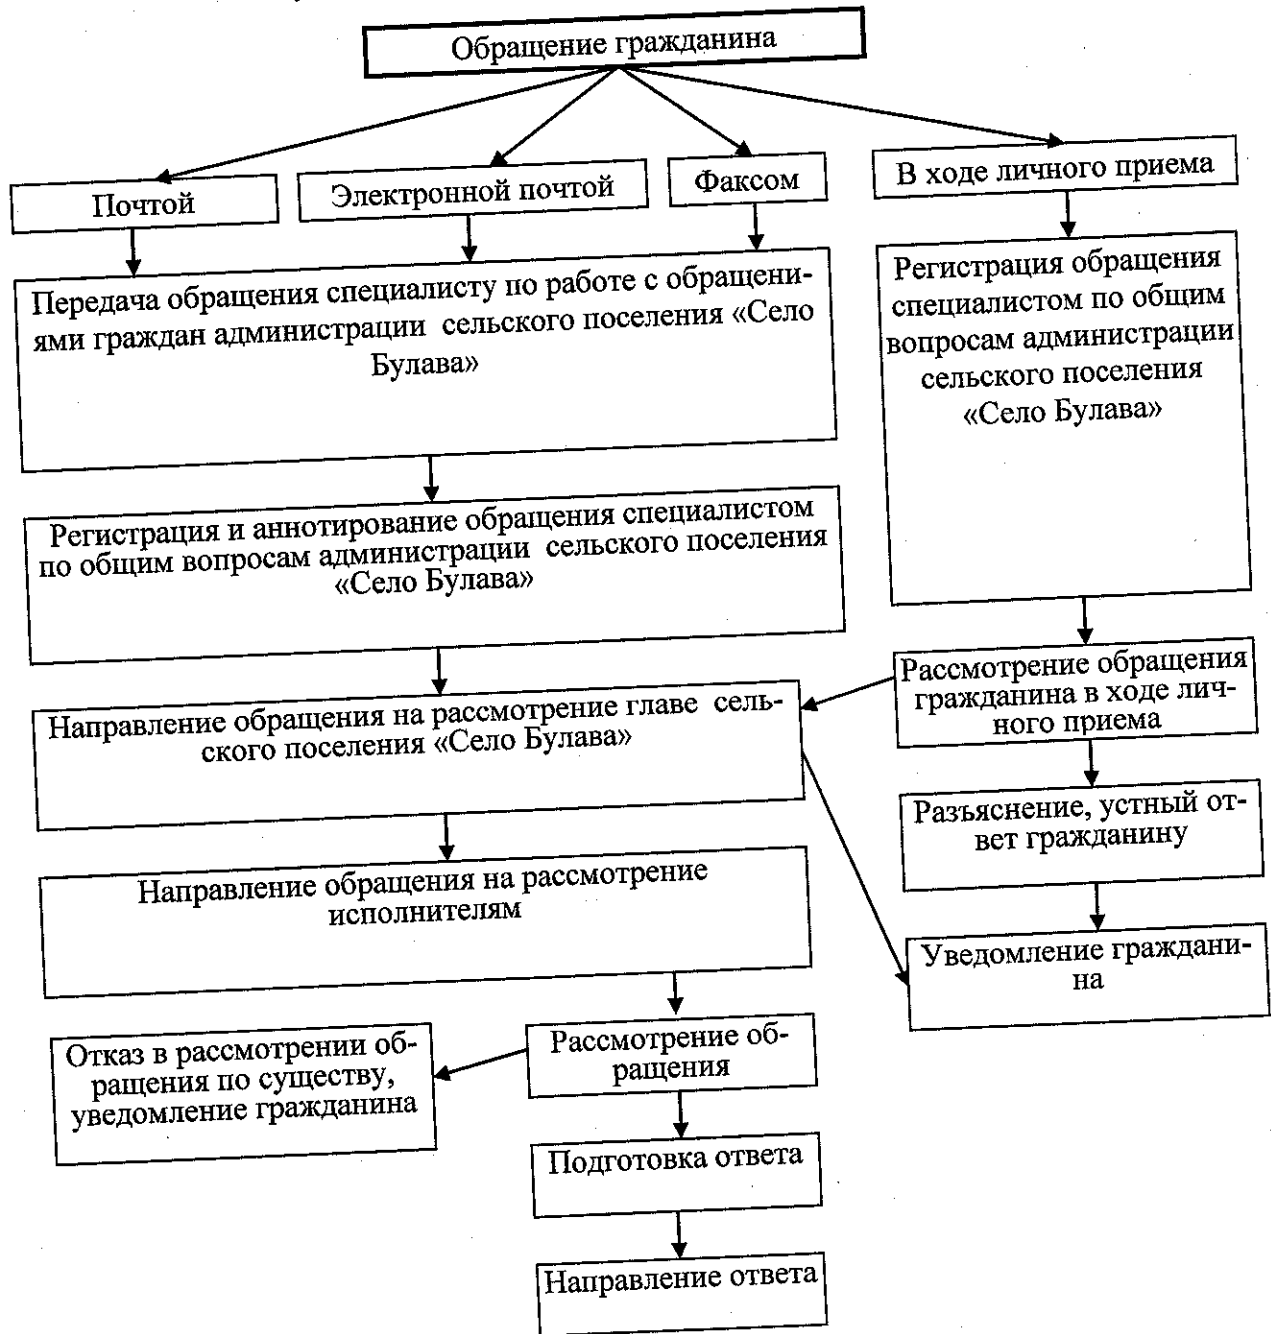 Обращение гражданина
Почтой
Электронной почтой
Факсом
В ходе личного приема
Передача обращения специалисту по работе с обращени-
ями граждан администрации сельского поселения «Село
Булава»
Регистрация обращения
специалистом по общим
вопросам администрации
сельского поселения
«Село Булава»
Регистрация и аннотирование обращения специалистом
по общим вопросам администрации сельского поселения
«Село Булава»
Рассмотрение обращения
гражданина в ходе лич-
ного приема
Направление обращения на рассмотрение главе сель-
ского поселения «Село Булава»
Разъяснение, устный от-
вет гражданину
Направление обращения на рассмотрение
исполнителям
Уведомление граждани-
на
Отказ в рассмотрении об-
ращения по существу,
уведомление гражданина
Рассмотрение об-
ращения
Подготовка ответа
Направление ответа